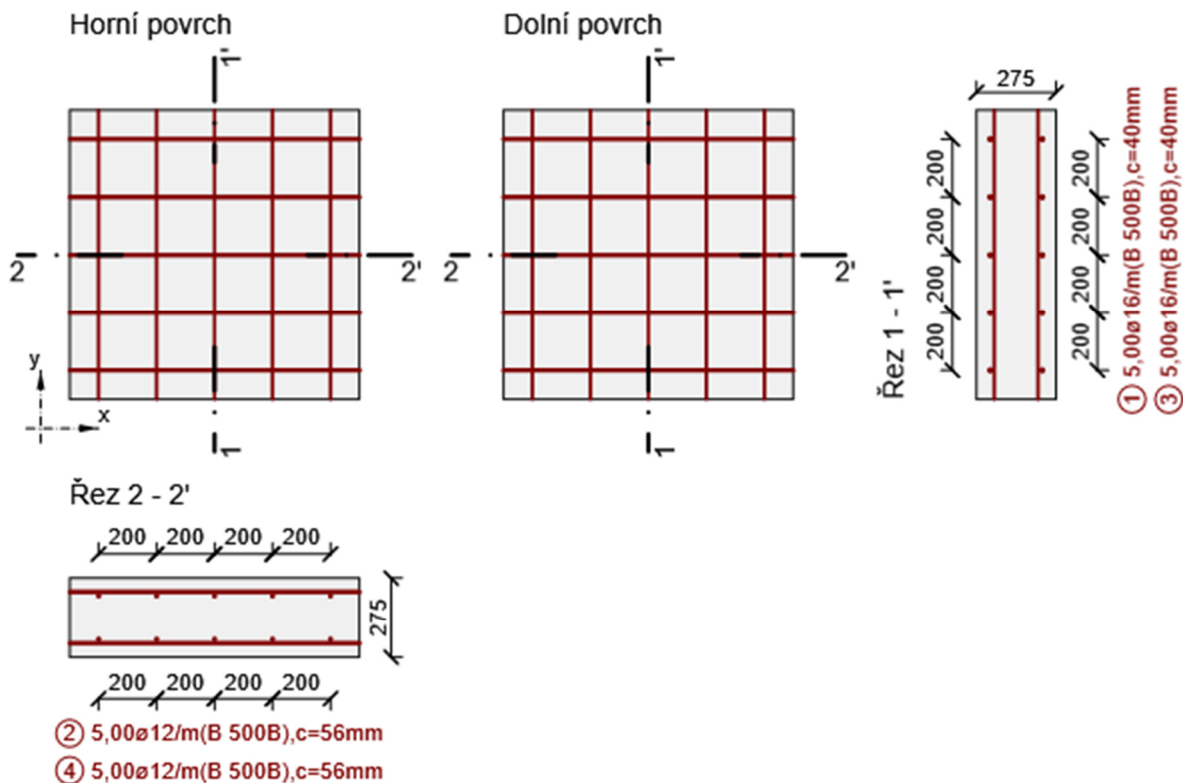 Horní povrch
1'
2
2'
y
x
1
Dolní povrch
1'
2
2'
1
275
200
200
200
200
200
200
200
200
Řez 1 - 1'
① 5,00ø16/m(B 500B),c=40mm
③ 5,00ø16/m(B 500B),c=40mm
Řez 2 - 2'
200 200 200 200
275
200 200 200 200
② 5,00ø12/m(B 500B),c=56mm
④ 5,00ø12/m(B 500B),c=56mm